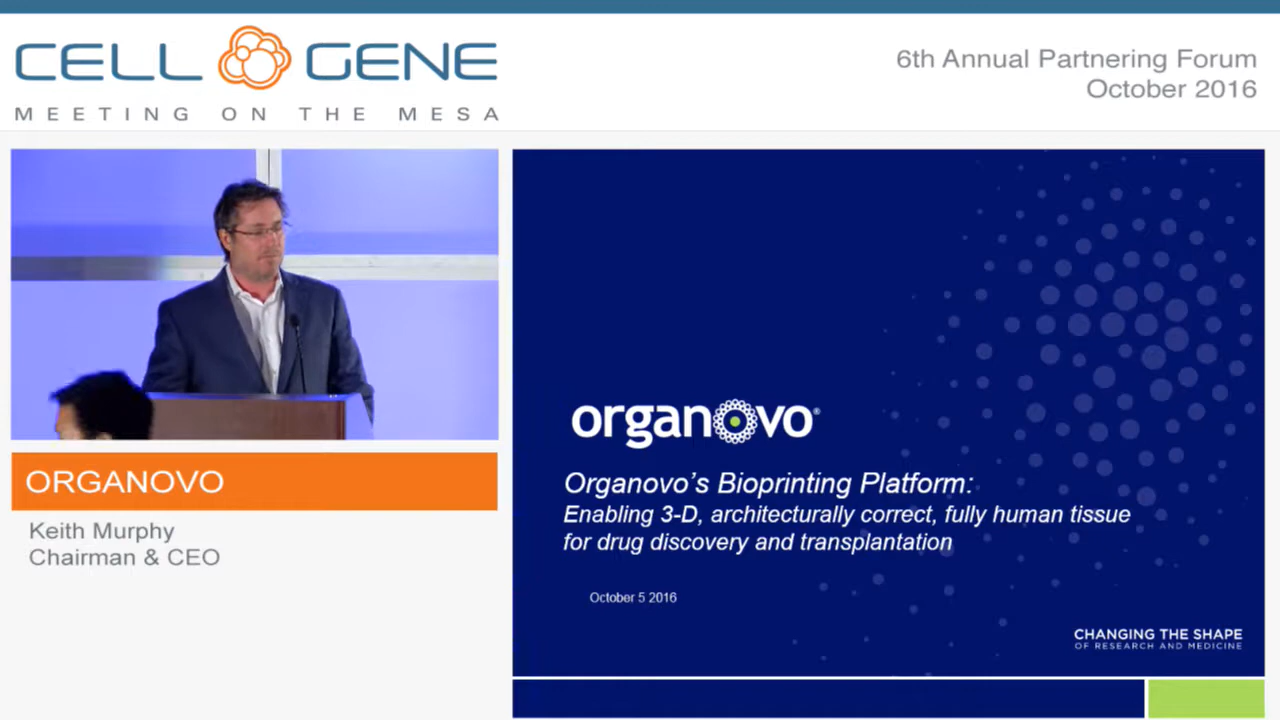 CELL GENE
MEETING ON THE MESA
6th Annual Partnering Forum
October 2016
ORGANOVO
Keith Murphy
Chairman & CEO
organovo®
Organovo's Bioprinting Platform:
Enabling 3-D, architecturally correct, fully human tissue
for drug discovery and transplantation
October 5 2016
CHANGING THE SHAPE
OF RESEARCH AND MEDICINE